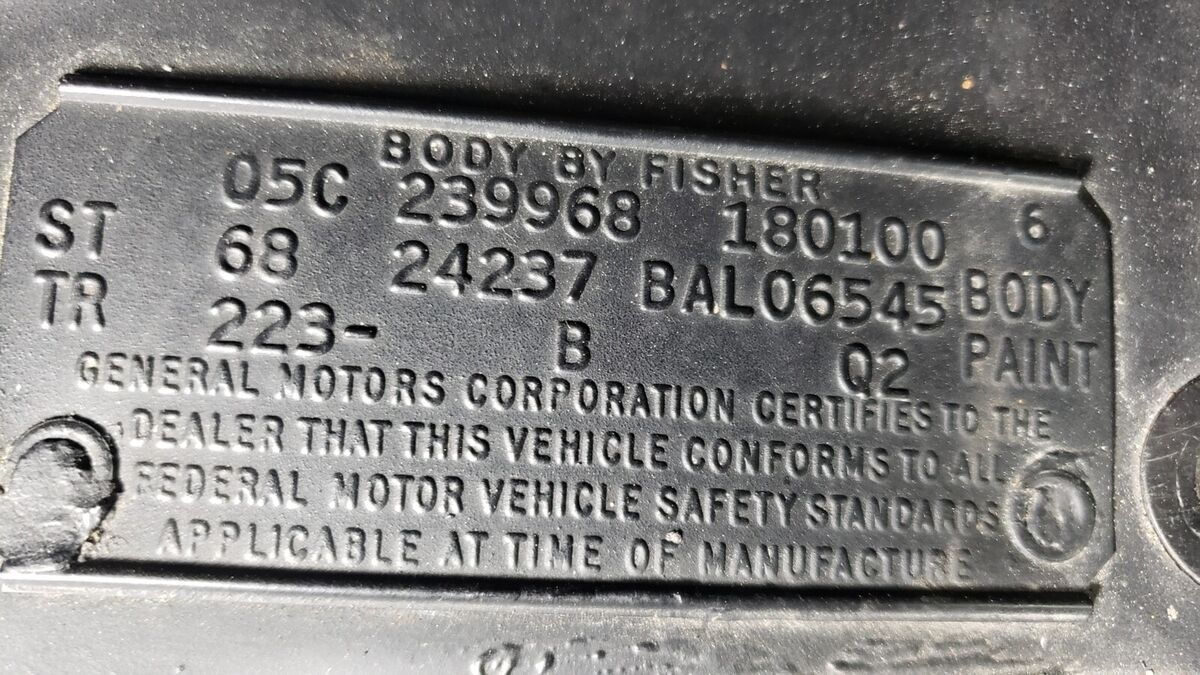 BODY BY FISHER
05C 239968 180100 6
ST 68 24237 BAL06545 BODY
TR 223- B Q2 PAINT
GENERAL MOTORS CORPORATION CERTIFIES TO THE
DEALER THAT THIS VEHICLE CONFORMS TO ALL
FEDERAL MOTOR VEHICLE SAFETY STANDARDS
APPLICABLE AT TIME OF MANUFACTURE